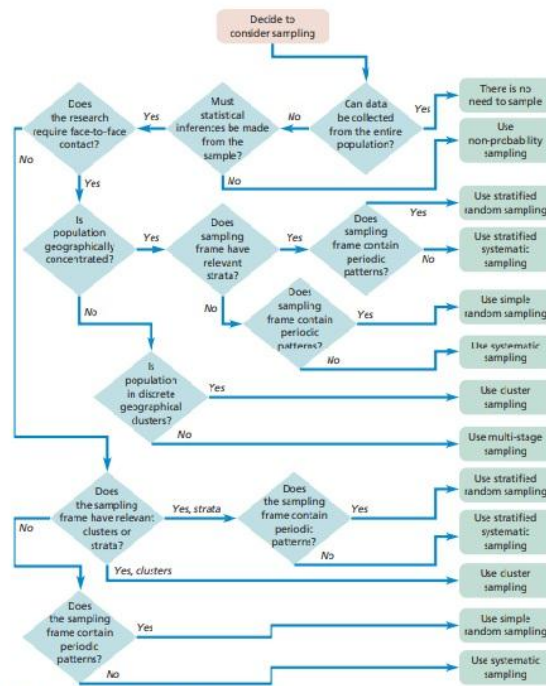 Decide to
consider sampling
Does
the research
require face-to-face
contact?
Yes
Must
statistical
inferences be made
from the
sample?
No
Can data
be collected
from the entire
population?
Yes
There is no
need to sample
No
Yes
No
Use
non-probability
sampling
Is
population
geographically
concentrated?
Yes
Does
sampling
frame have
relevant
strata?
Yes
Does
sampling
frame contain
periodic
patterns?
Yes
No
Use stratified
random sampling
Use stratified
systematic
sampling
No
No
Does
sampling
frame contain
periodic
patterns?
Yes
No
Use simple
random sampling
Use systematic
sampling
Is
population
in discrete
geographical
clusters?
Yes
No
Use cluster
sampling
Use multi-stage
sampling
Does
the sampling
frame have relevant
clusters or
strata?
No
Yes, strata
Yes, clusters
Does
the sampling
frame contain
periodic
patterns?
Yes
No
Use stratified
random sampling
Use stratified
systematic
sampling
Use cluster
sampling
Does
the sampling
frame contain
periodic
patterns?
Yes
No
Use simple
random sampling
Use systematic
sampling